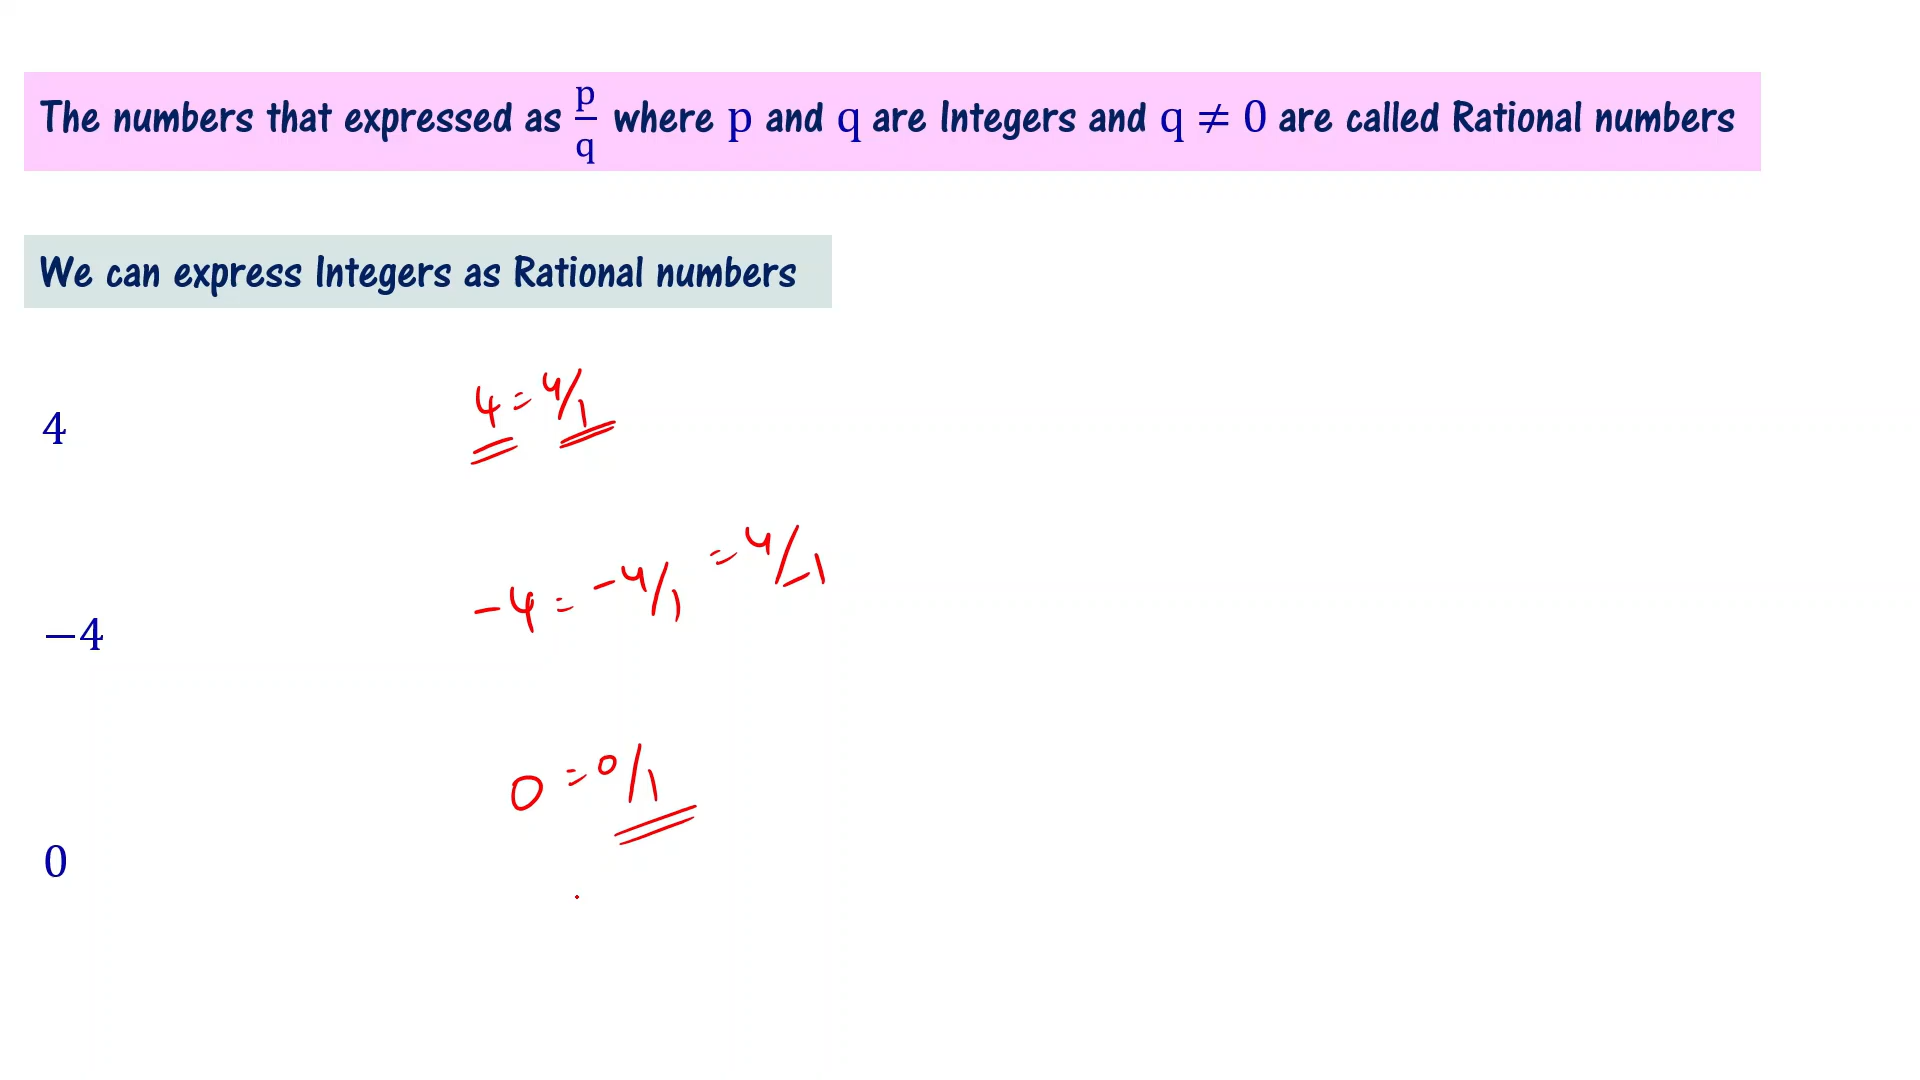 The numbers that expressed as p/q where p and q are Integers and q ≠ 0 are called Rational numbers
We can express Integers as Rational numbers
4
4 = 4/1
−4
−4 = −4/1 = 4/−1
0
0 = 0/1